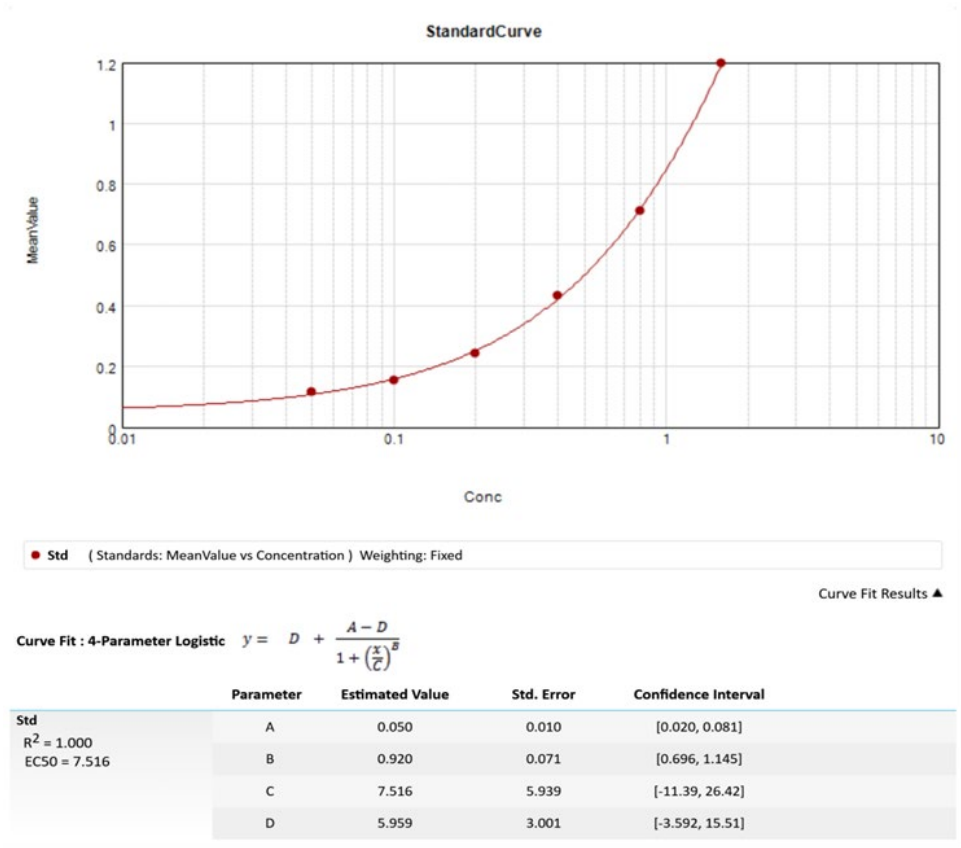 StandardCurve
1.2
1
0.8
0.6
0.4
0.2
0
MeanValue
0.01 0.1 1 10
Conc
Std ( Standards: MeanValue vs Concentration ) Weighting: Fixed
Curve Fit Results ▲
Curve Fit : 4-Parameter Logistic y = D + A – D / 1 + (x/C)^B
Parameter Estimated Value Std. Error Confidence Interval
Std
R² = 1.000
EC50 = 7.516
A 0.050 0.010 [0.020, 0.081]
B 0.920 0.071 [0.696, 1.145]
C 7.516 5.939 [-11.39, 26.42]
D 5.959 3.001 [-3.592, 15.51]